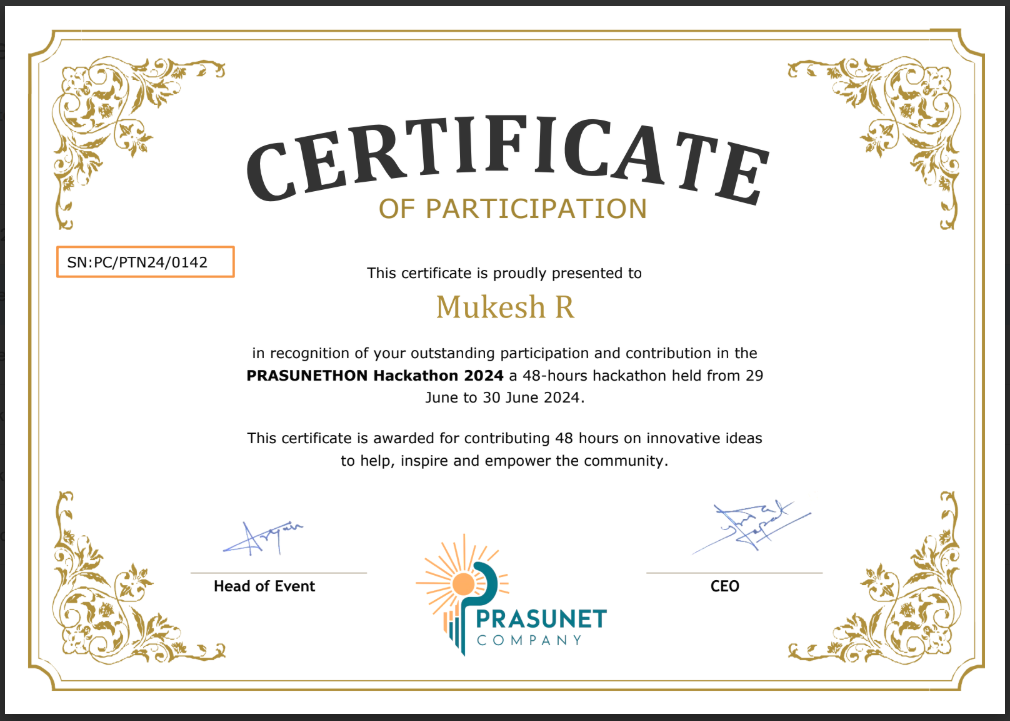 CERTIFICATE
OF PARTICIPATION
SN:PC/PTN24/0142
This certificate is proudly presented to
Mukesh R
in recognition of your outstanding participation and contribution in the
PRASUNETHON Hackathon 2024 a 48-hours hackathon held from 29
June to 30 June 2024.
This certificate is awarded for contributing 48 hours on innovative ideas
to help, inspire and empower the community.
Head of Event
CEO
PRASUNET
COMPANY